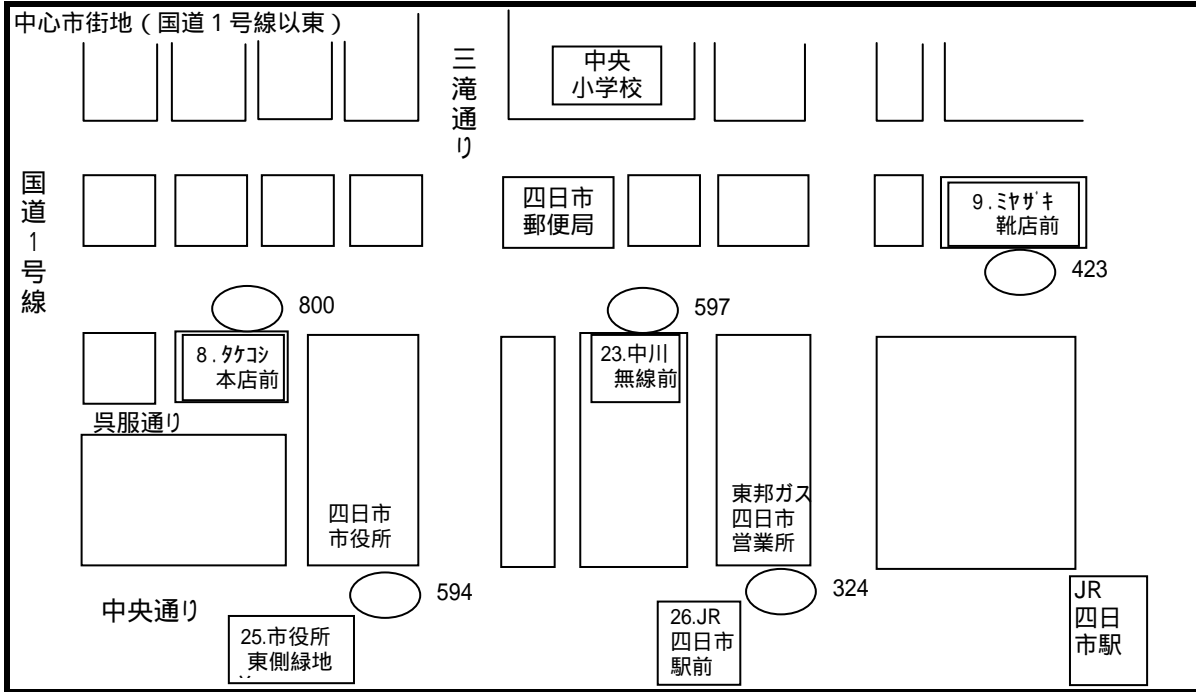 中心市街地（国道１号線以東）
三滝通り
中央
小学校
国道1号線
四日市
郵便局
9.ﾐﾔｻﾞｷ
靴店前
423
800
597
8.ﾀｹｺｼ
本店前
23.中川
無線前
呉服通り
四日市
市役所
東邦ガス
四日市
営業所
594
324
中央通り
25.市役所
東側緑地
26.JR
四日市
駅前
JR
四日
市駅